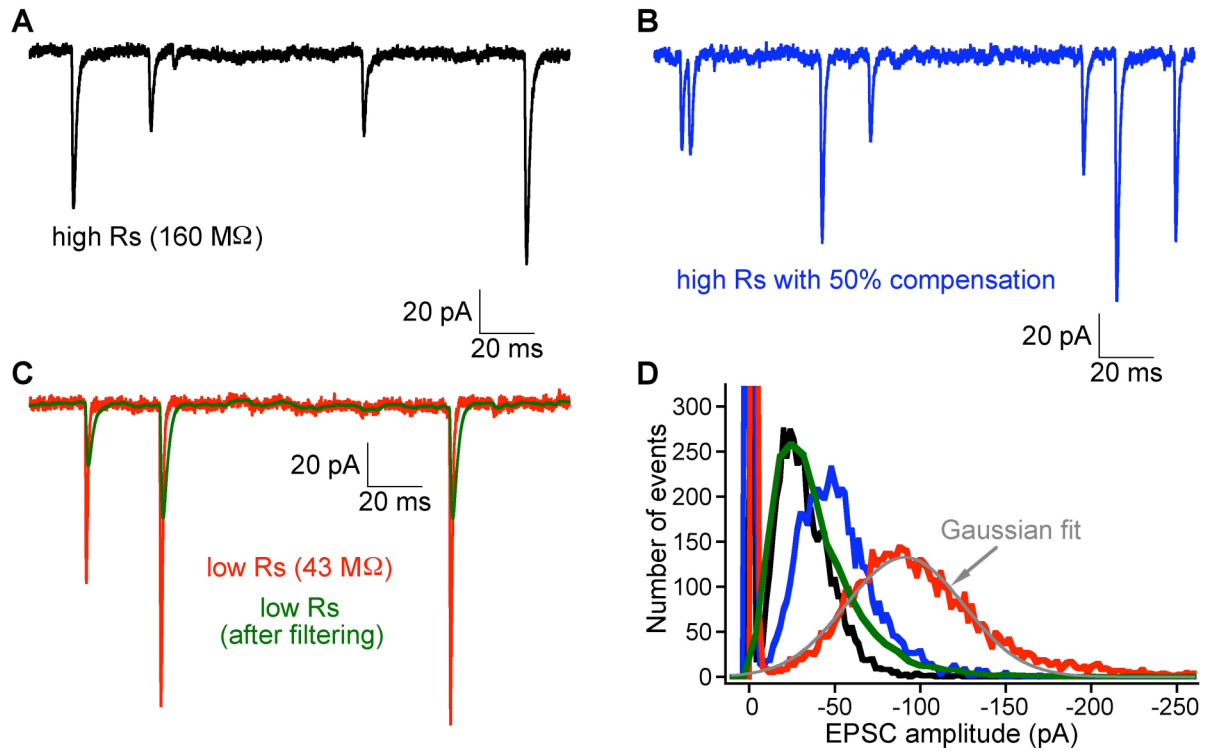 A
high Rs (160 MΩ)
20 pA
20 ms
B
high Rs with 50% compensation
20 pA
20 ms
C
20 pA
20 ms
low Rs (43 MΩ)
low Rs
(after filtering)
D
Number of events
300
250
200
150
100
50
0
Gaussian fit
0 -50 -100 -150 -200 -250
EPSC amplitude (pA)